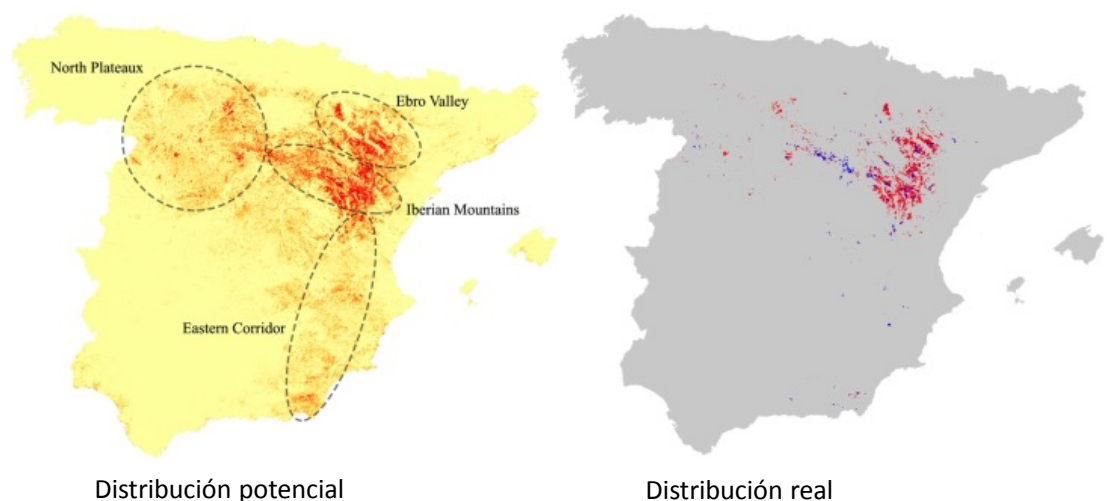 North Plateaux
Ebro Valley
Iberian Mountains
Eastern Corridor
Distribución potencial
Distribución real